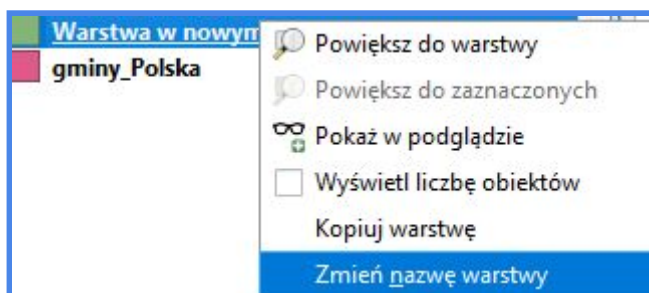 Warstwa w nowym
gminy_Polska
Powiększ do warstwy
Powiększ do zaznaczonych
Pokaż w podglądzie
Wyświetl liczbę obiektów
Kopiuj warstwę
Zmień nazwę warstwy